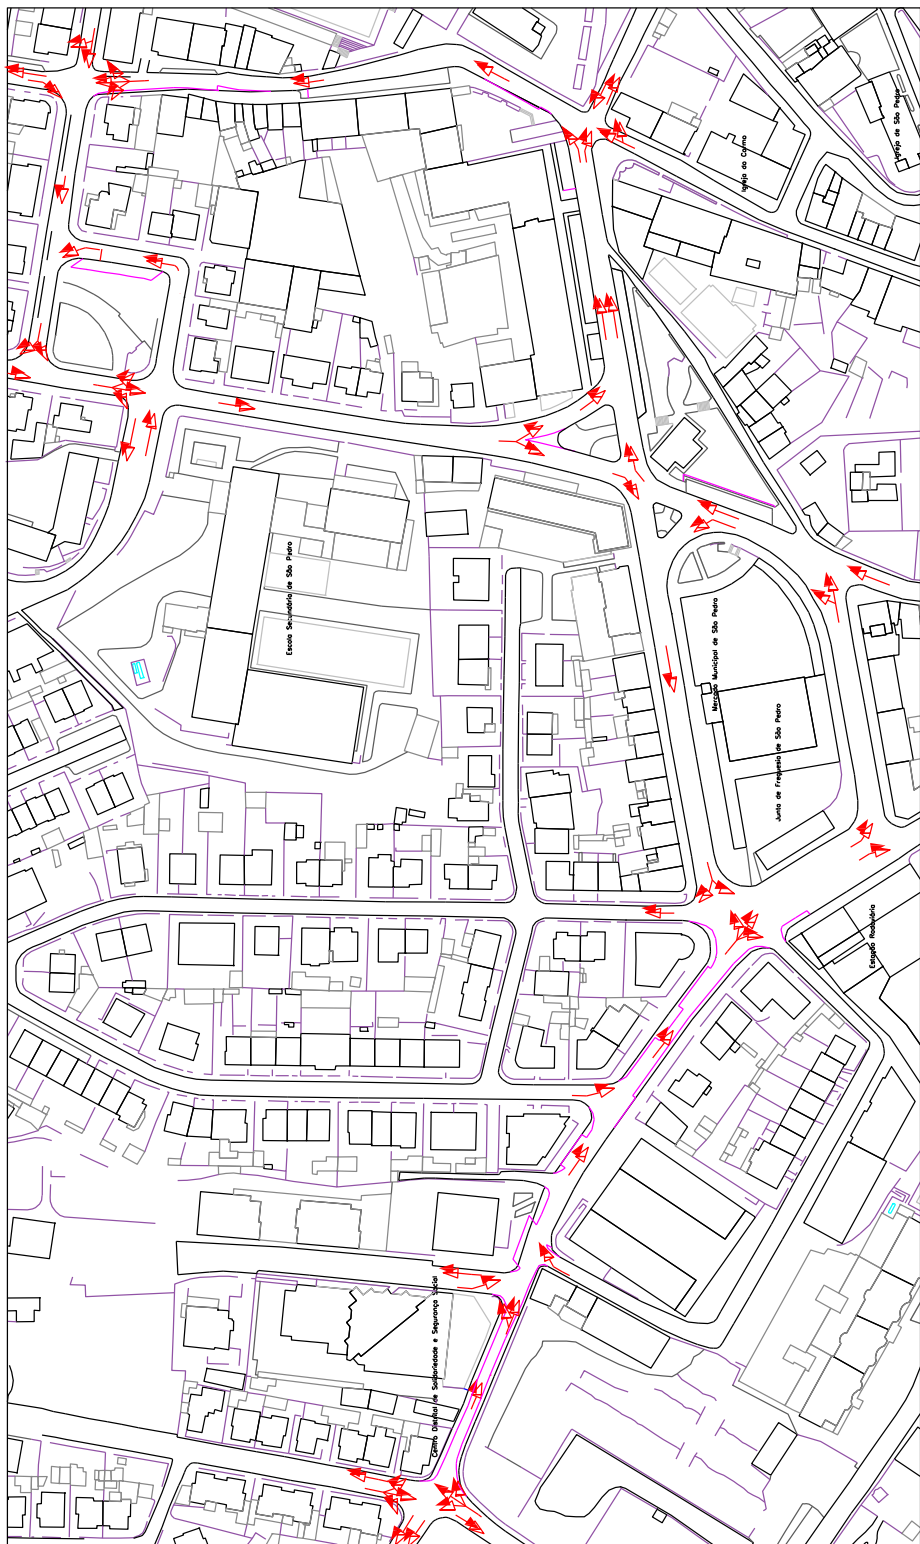 Igreja de São Pedro
Igreja do Carmo
Escola Secundária de São Pedro
Mercado Municipal de São Pedro
Junta de Freguesia de São Pedro
Estação Rodoviária
Centro Distrital de Solidariedade e Segurança Social